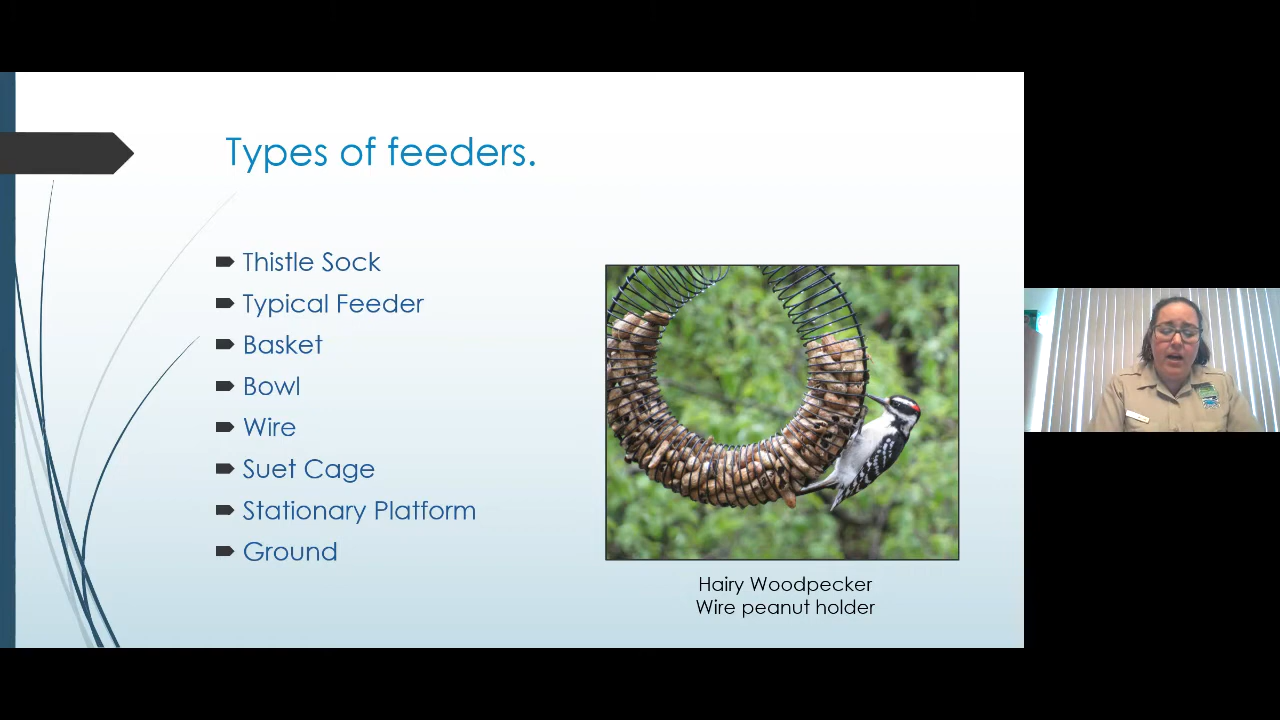 Types of feeders.
Thistle Sock
Typical Feeder
Basket
Bowl
Wire
Suet Cage
Stationary Platform
Ground
Hairy Woodpecker
Wire peanut holder